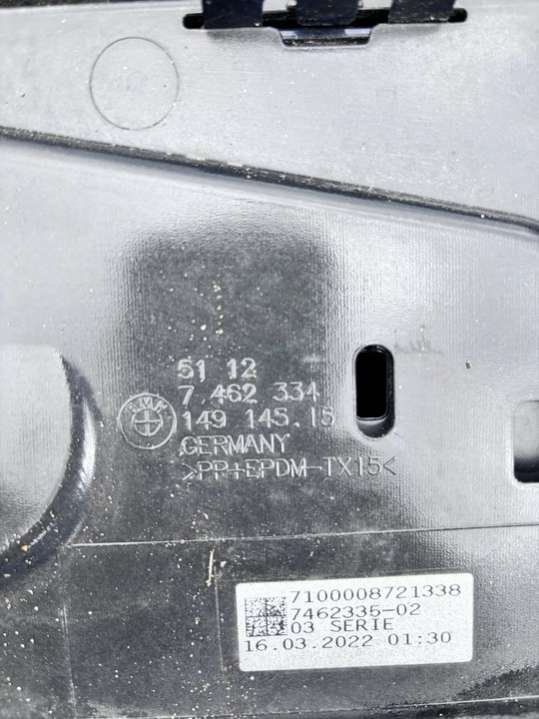 51 12
7 462 334
BMW
149 145.15
GERMANY
>PP+EPDM-TX15<
7100008721338
7462335-02
03 SERIE
16.03.2022 01:30